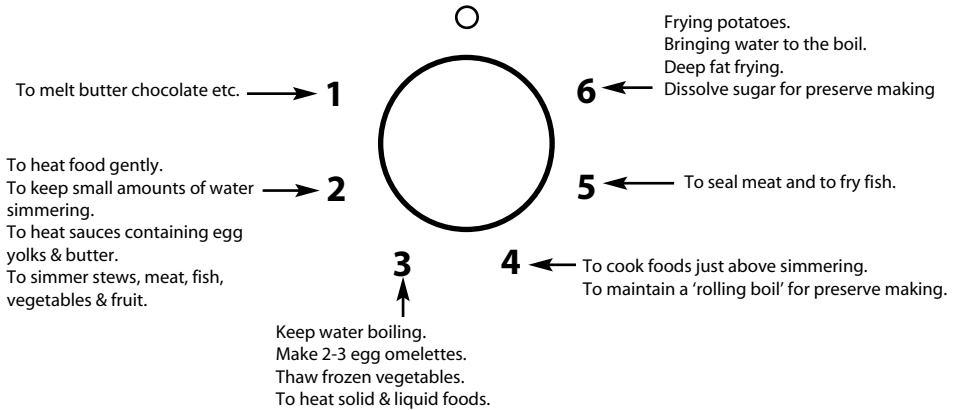 To melt butter chocolate etc.
1
To heat food gently.
To keep small amounts of water
simmering.
To heat sauces containing egg
yolks & butter.
To simmer stews, meat, fish,
vegetables & fruit.
2
3
Keep water boiling.
Make 2-3 egg omelettes.
Thaw frozen vegetables.
To heat solid & liquid foods.
4
To cook foods just above simmering.
To maintain a ‘rolling boil’ for preserve making.
5
To seal meat and to fry fish.
6
Frying potatoes.
Bringing water to the boil.
Deep fat frying.
Dissolve sugar for preserve making